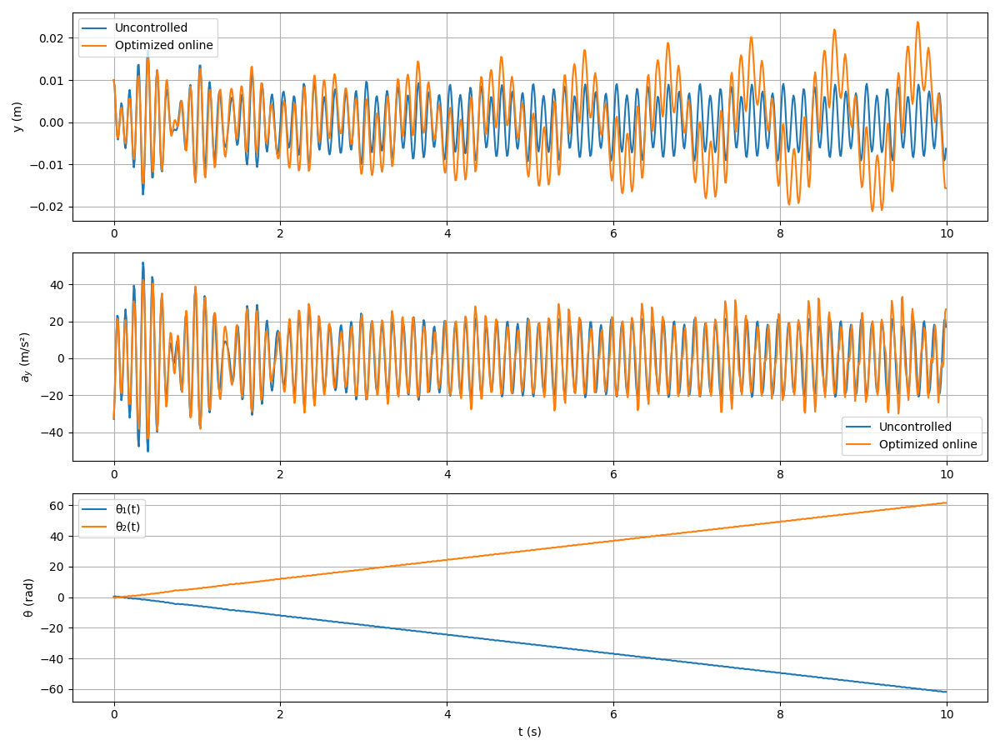 Uncontrolled
Optimized online
0.02
0.01
0.00
−0.01
−0.02
y (m)
0 2 4 6 8 10
40
20
0
−20
−40
a_y (m/s²)
Uncontrolled
Optimized online
0 2 4 6 8 10
θ₁(t)
θ₂(t)
60
40
20
0
−20
−40
−60
θ (rad)
0 2 4 6 8 10
t (s)